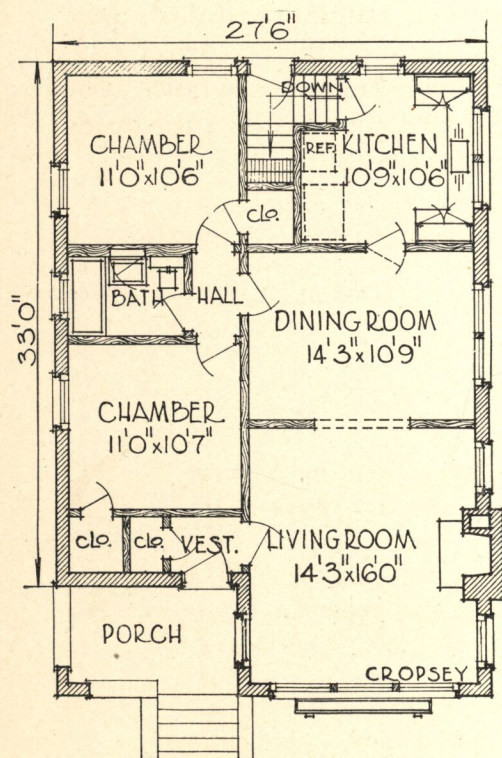 27'6"
DOWN
CHAMBER
11'0"x10'6"
REF.
KITCHEN
10'9"x10'6"
CLO.
BATH
HALL
33'0"
DINING ROOM
14'3"x10'9"
CHAMBER
11'0"x10'7"
CLO.
CLO.
VEST.
LIVING ROOM
14'3"x16'0"
PORCH
CROPSEY